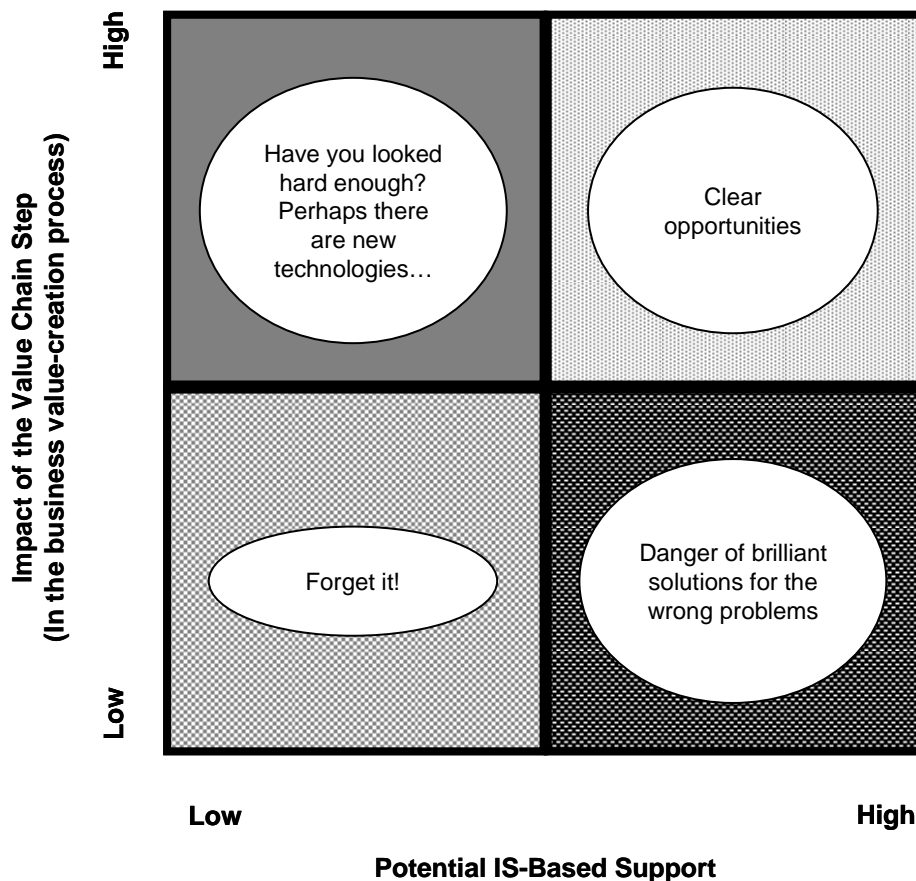 High
Impact of the Value Chain Step
(In the business value-creation process)
Low
Have you looked
hard enough?
Perhaps there
are new
technologies…
Clear
opportunities
Forget it!
Danger of brilliant
solutions for the
wrong problems
Low
High
Potential IS-Based Support